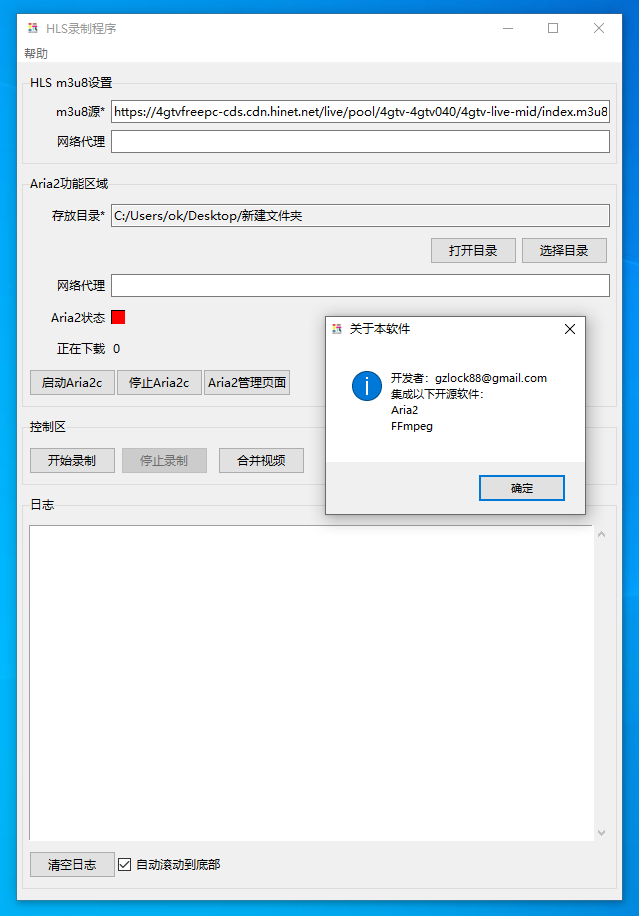 HLS录制程序
帮助
HLS m3u8设置
m3u8源* https://4gtvfreepc-cds.cdn.hinet.net/live/pool/4gtv-4gtv040/4gtv-live-mid/index.m3u8
网络代理
Aria2功能区域
存放目录* C:/Users/ok/Desktop/新建文件夹
打开目录 选择目录
网络代理
Aria2状态
正在下载 0
启动Aria2c 停止Aria2c Aria2管理页面
控制区
开始录制 停止录制 合并视频
关于本软件
开发者：gzlock88@gmail.com
集成以下开源软件：
Aria2
FFmpeg
确定
日志
清空日志 自动滚动到底部